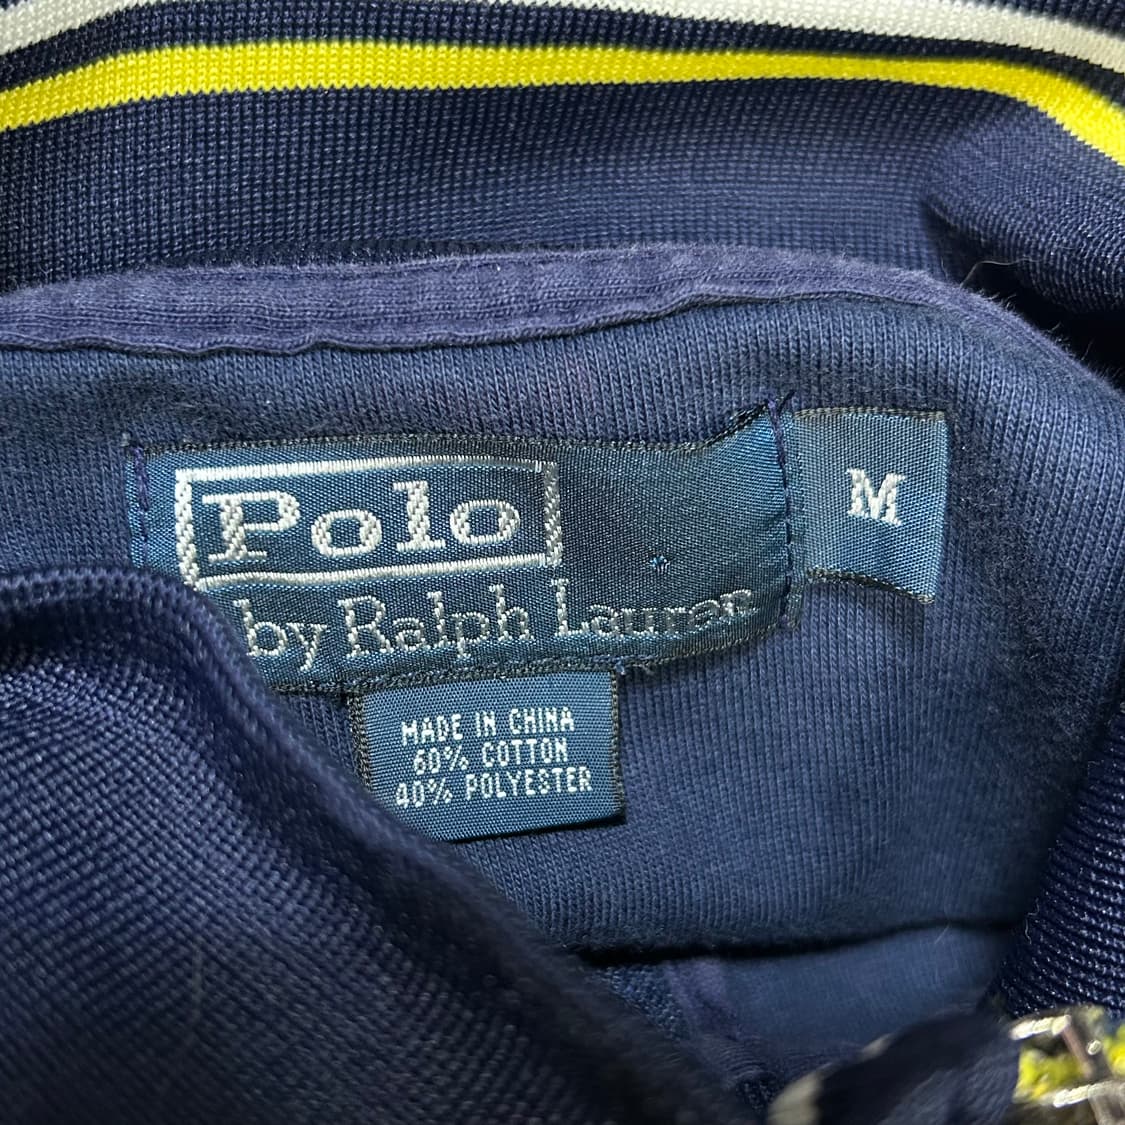 Polo
by Ralph Lauren
M
MADE IN CHINA
60% COTTON
40% POLYESTER